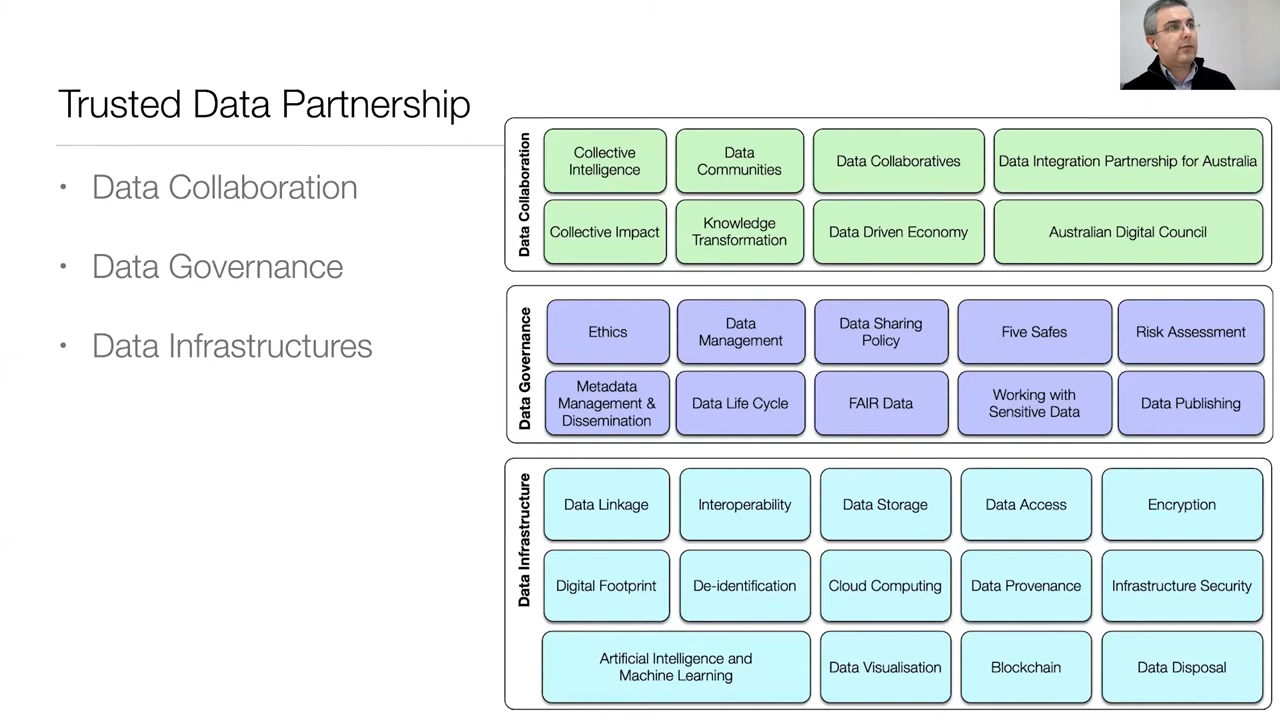 Trusted Data Partnership
• Data Collaboration
• Data Governance
• Data Infrastructures
Data Collaboration
Collective
Intelligence
Data
Communities
Data Collaboratives
Data Integration Partnership for Australia
Collective Impact
Knowledge
Transformation
Data Driven Economy
Australian Digital Council
Data Governance
Ethics
Data
Management
Data Sharing
Policy
Five Safes
Risk Assessment
Metadata
Management &
Dissemination
Data Life Cycle
FAIR Data
Working with
Sensitive Data
Data Publishing
Data Infrastructure
Data Linkage
Interoperability
Data Storage
Data Access
Encryption
Digital Footprint
De-identification
Cloud Computing
Data Provenance
Infrastructure Security
Artificial Intelligence and
Machine Learning
Data Visualisation
Blockchain
Data Disposal